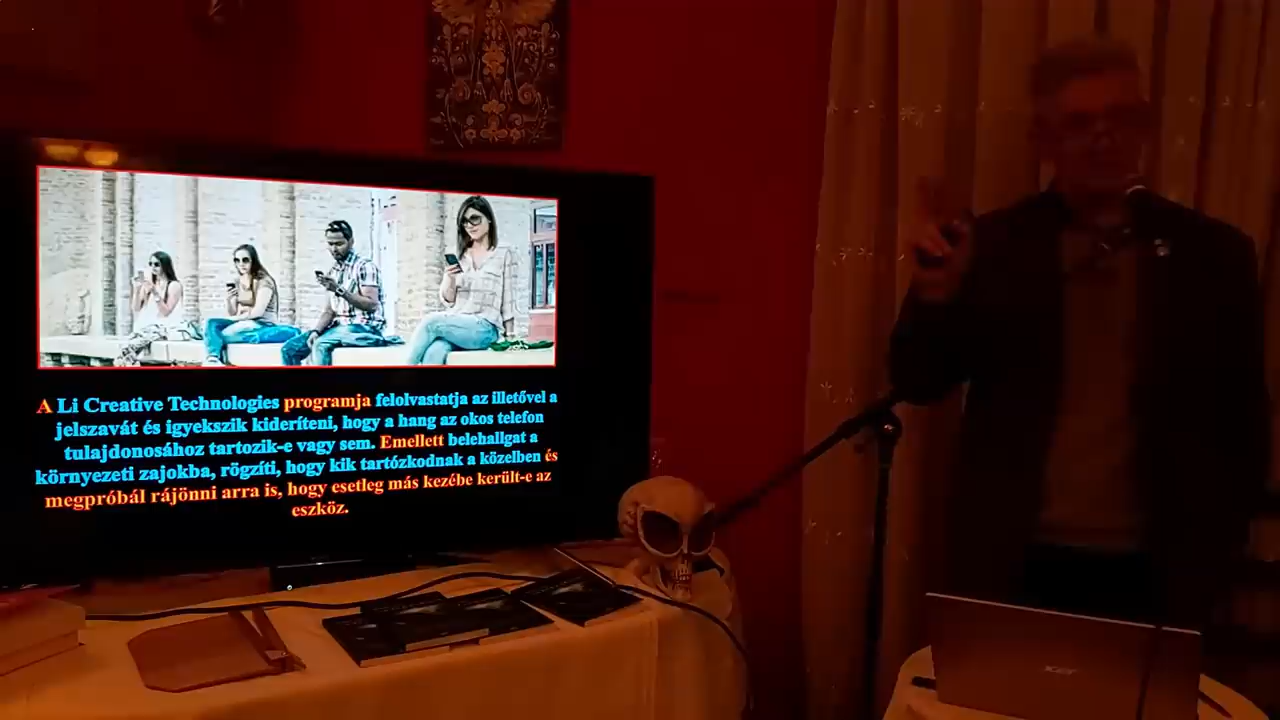 A Li Creative Technologies programja felolvastatja az illetővel a
jelszavát és igyekszik kideríteni, hogy a hang az okos telefon
tulajdonosához tartozik-e vagy sem. Emellett belehallgat a
környezeti zajokba, rögzíti, hogy kik tartózkodnak a közelben és
megpróbál rájönni arra is, hogy esetleg más kezébe került-e az
eszköz.
acer